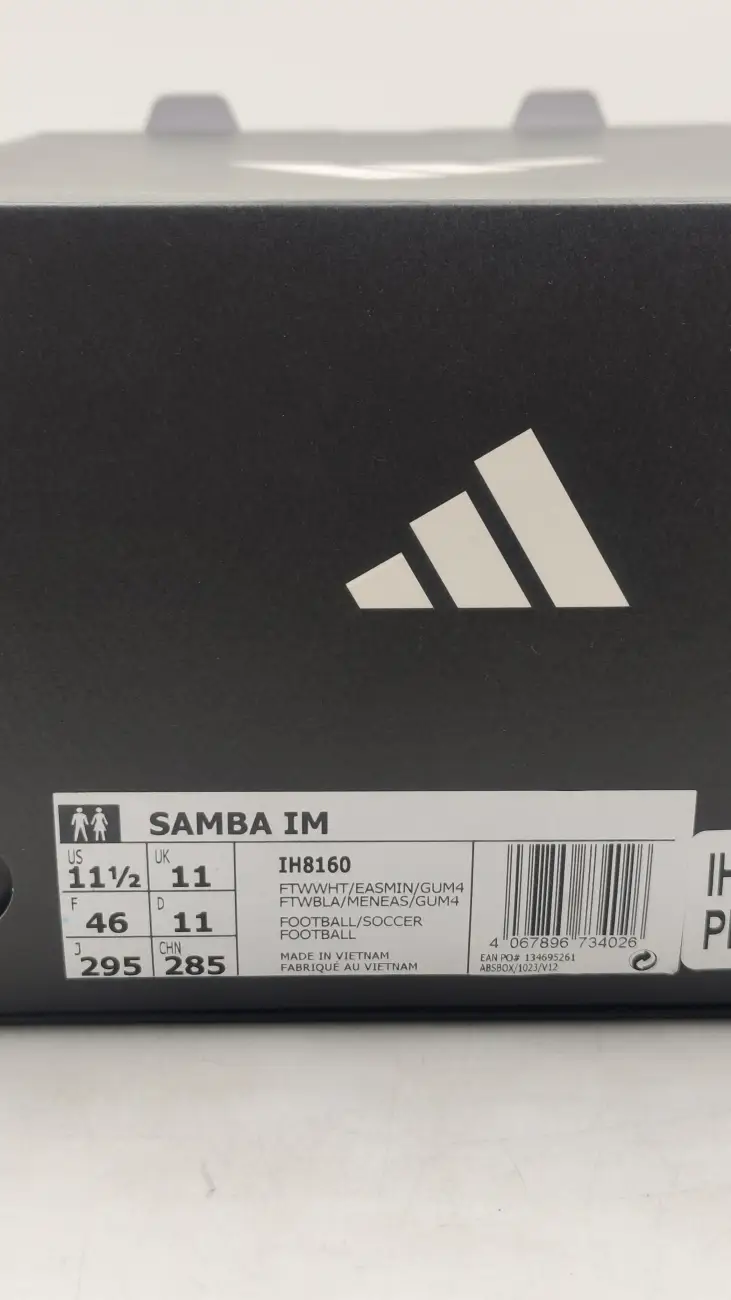 SAMBA IM
US
11½
UK
11
F
46
D
11
J
295
CHN
285
IH8160
FTWWHT/EASMIN/GUM4
FTWBLA/MENEAS/GUM4
FOOTBALL/SOCCER
FOOTBALL
MADE IN VIETNAM
FABRIQUÉ AU VIETNAM
4 067896 734026
EAN PO# 134695261
ABSBOX/1023/V12